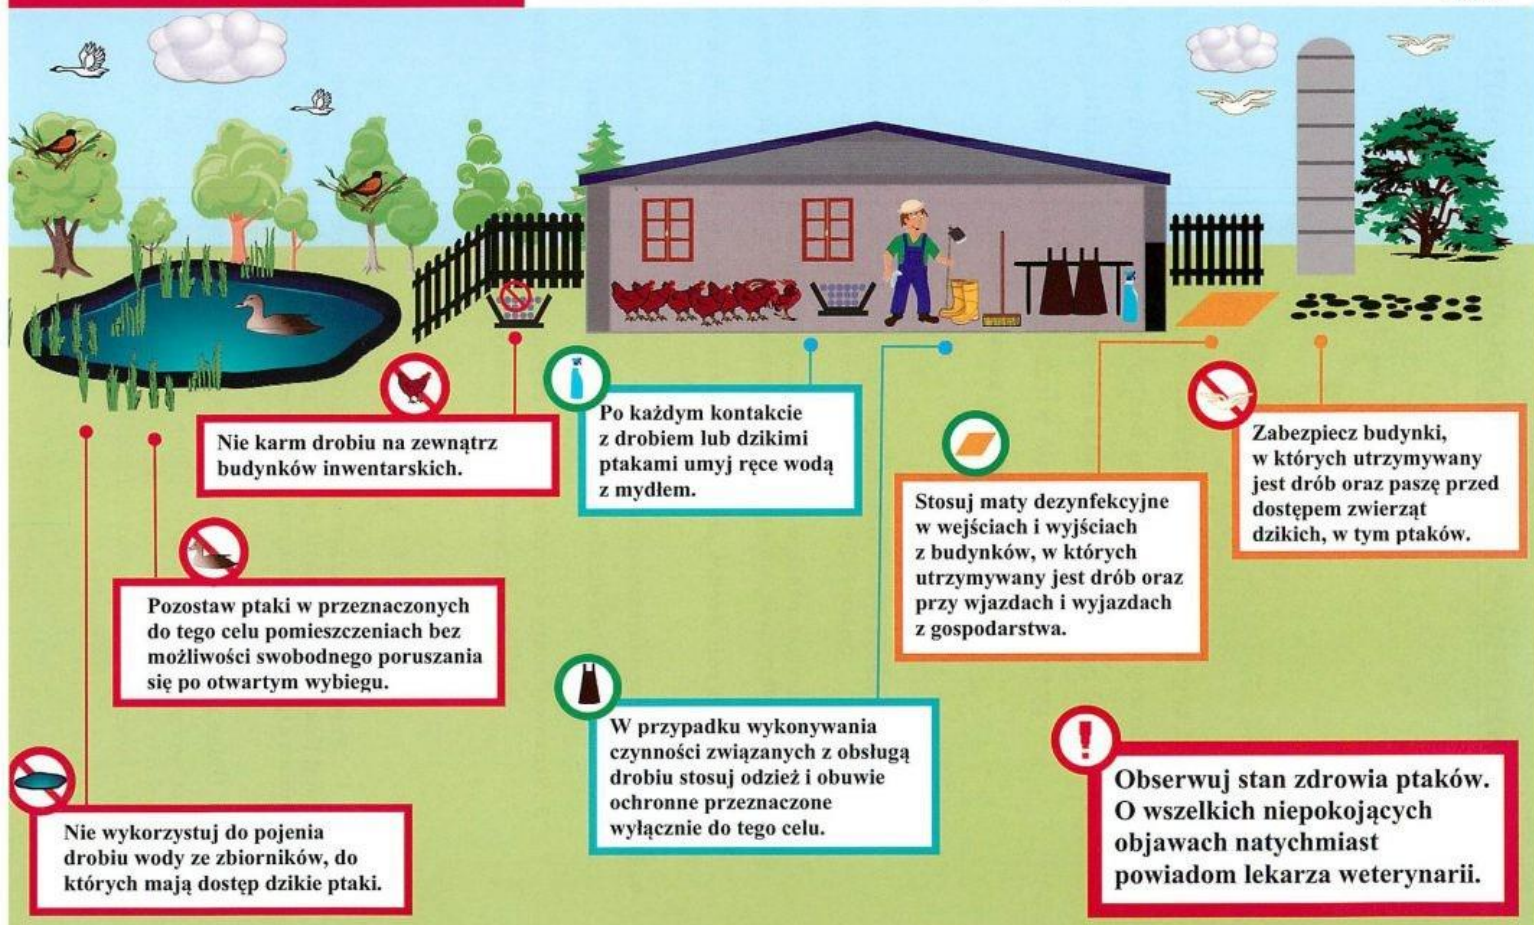 Nie karm drobiu na zewnątrz
budynków inwentarskich.
Po każdym kontakcie
z drobiem lub dzikimi
ptakami umyj ręce wodą
z mydłem.
Zabezpiecz budynki,
w których utrzymywany
jest drób oraz paszę przed
dostępem zwierząt
dzikich, w tym ptaków.
Stosuj maty dezynfekcyjne
w wejściach i wyjściach
z budynków, w których
utrzymywany jest drób oraz
przy wjazdach i wyjazdach
z gospodarstwa.
Pozostaw ptaki w przeznaczonych
do tego celu pomieszczeniach bez
możliwości swobodnego poruszania
się po otwartym wybiegu.
W przypadku wykonywania
czynności związanych z obsługą
drobiu stosuj odzież i obuwie
ochronne przeznaczone
wyłącznie do tego celu.
Nie wykorzystuj do pojenia
drobiu wody ze zbiorników, do
których mają dostęp dzikie ptaki.
Obserwuj stan zdrowia ptaków.
O wszelkich niepokojących
objawach natychmiast
powiadom lekarza weterynarii.